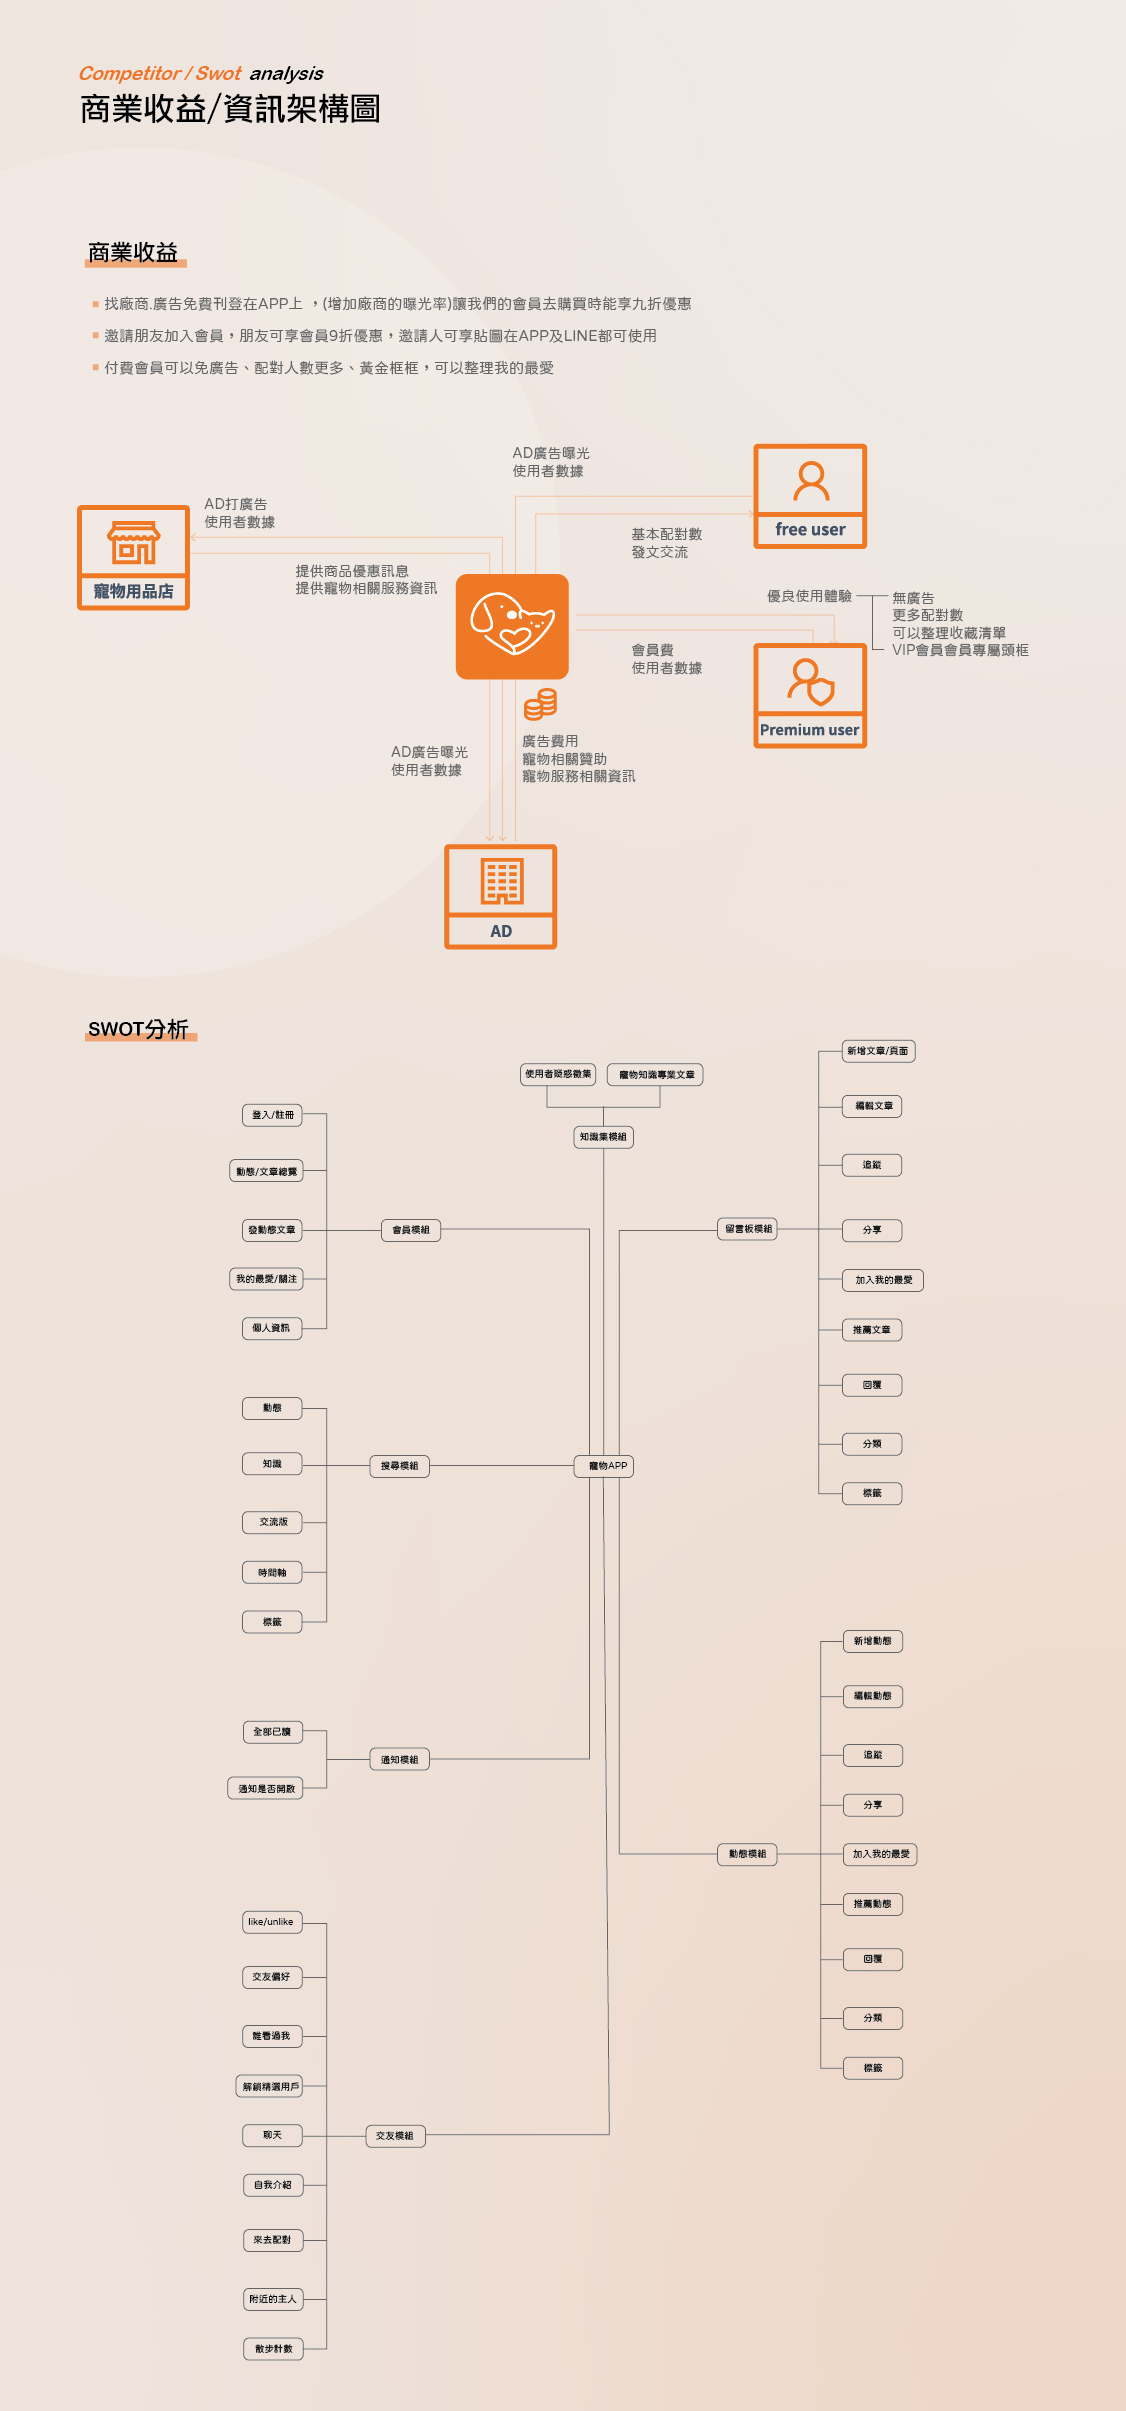 Competitor / Swot analysis
商業收益/資訊架構圖
商業收益
找廠商.廣告免費刊登在APP上 ，(增加廠商的曝光率)讓我們的會員去購買時能享九折優惠
邀請朋友加入會員，朋友可享會員9折優惠，邀請人可享貼圖在APP及LINE都可使用
付費會員可以免廣告、配對人數更多、黃金框框，可以整理我的最愛
AD廣告曝光
使用者數據
free user
AD打廣告
使用者數據
寵物用品店
基本配對數
發文交流
提供商品優惠訊息
提供寵物相關服務資訊
優良使用體驗
無廣告
更多配對數
可以整理收藏清單
VIP會員會員專屬頭框
會員費
使用者數據
Premium user
AD廣告曝光
使用者數據
廣告費用
寵物相關贊助
寵物服務相關資訊
AD
SWOT分析
使用者疑惑徵集
寵物知識專業文章
知識集模組
登入/註冊
動態/文章總覽
發動態文章
我的最愛/關注
個人資訊
會員模組
留言板模組
新增文章/頁面
編輯文章
追蹤
分享
加入我的最愛
推薦文章
回覆
分類
標籤
動態
知識
交流版
時間軸
標籤
搜尋模組
寵物APP
全部已讀
通知是否開啟
通知模組
動態模組
新增動態
編輯動態
追蹤
分享
加入我的最愛
推薦動態
回覆
分類
標籤
like/unlike
交友偏好
誰看過我
解鎖精選用戶
聊天
自我介紹
來去配對
附近的主人
散步計數
交友模組